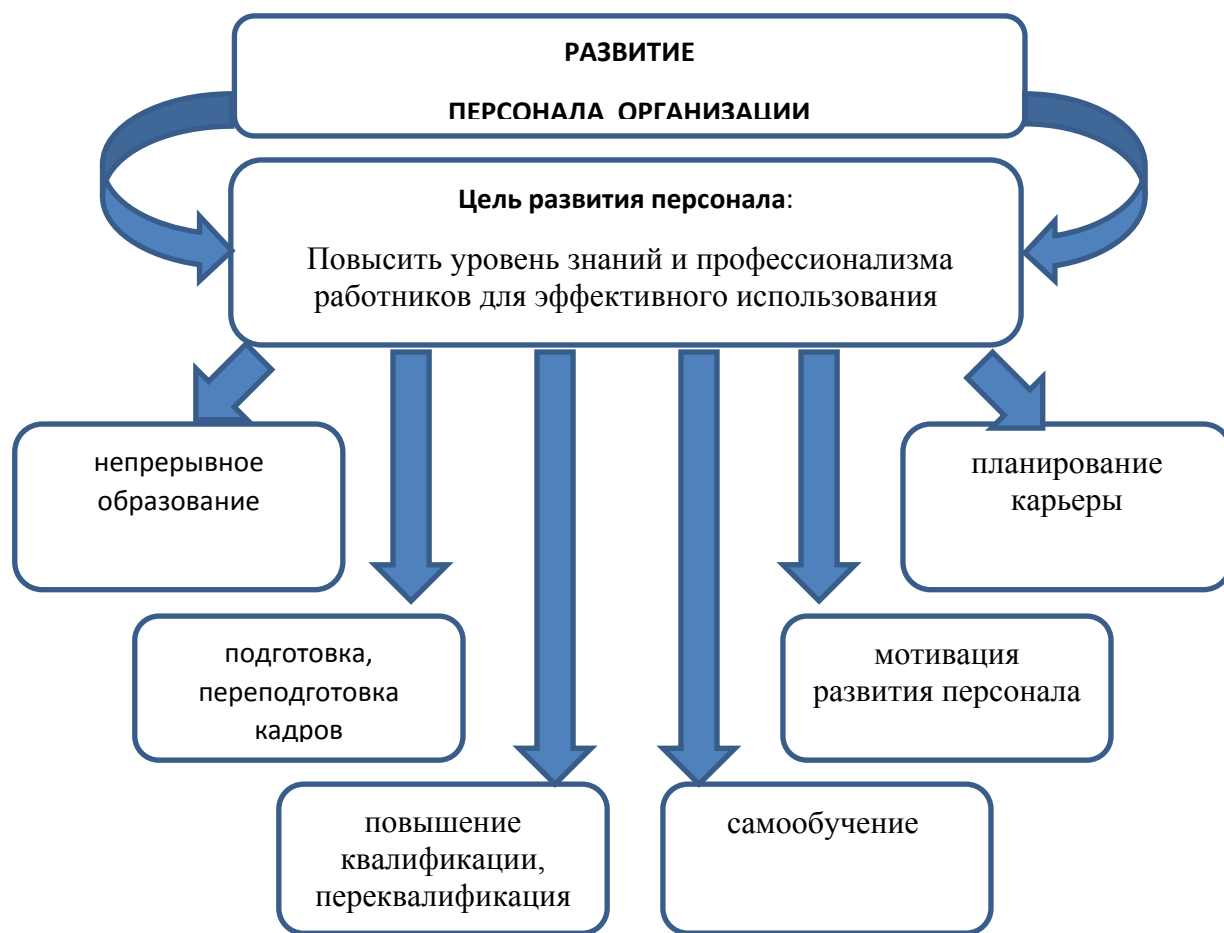 РАЗВИТИЕ
ПЕРСОНАЛА ОРГАНИЗАЦИИ
Цель развития персонала:
Повысить уровень знаний и профессионализма
работников для эффективного использования
непрерывное
образование
планирование
карьеры
подготовка,
переподготовка
кадров
мотивация
развития персонала
повышение
квалификации,
переквалификация
самообучение